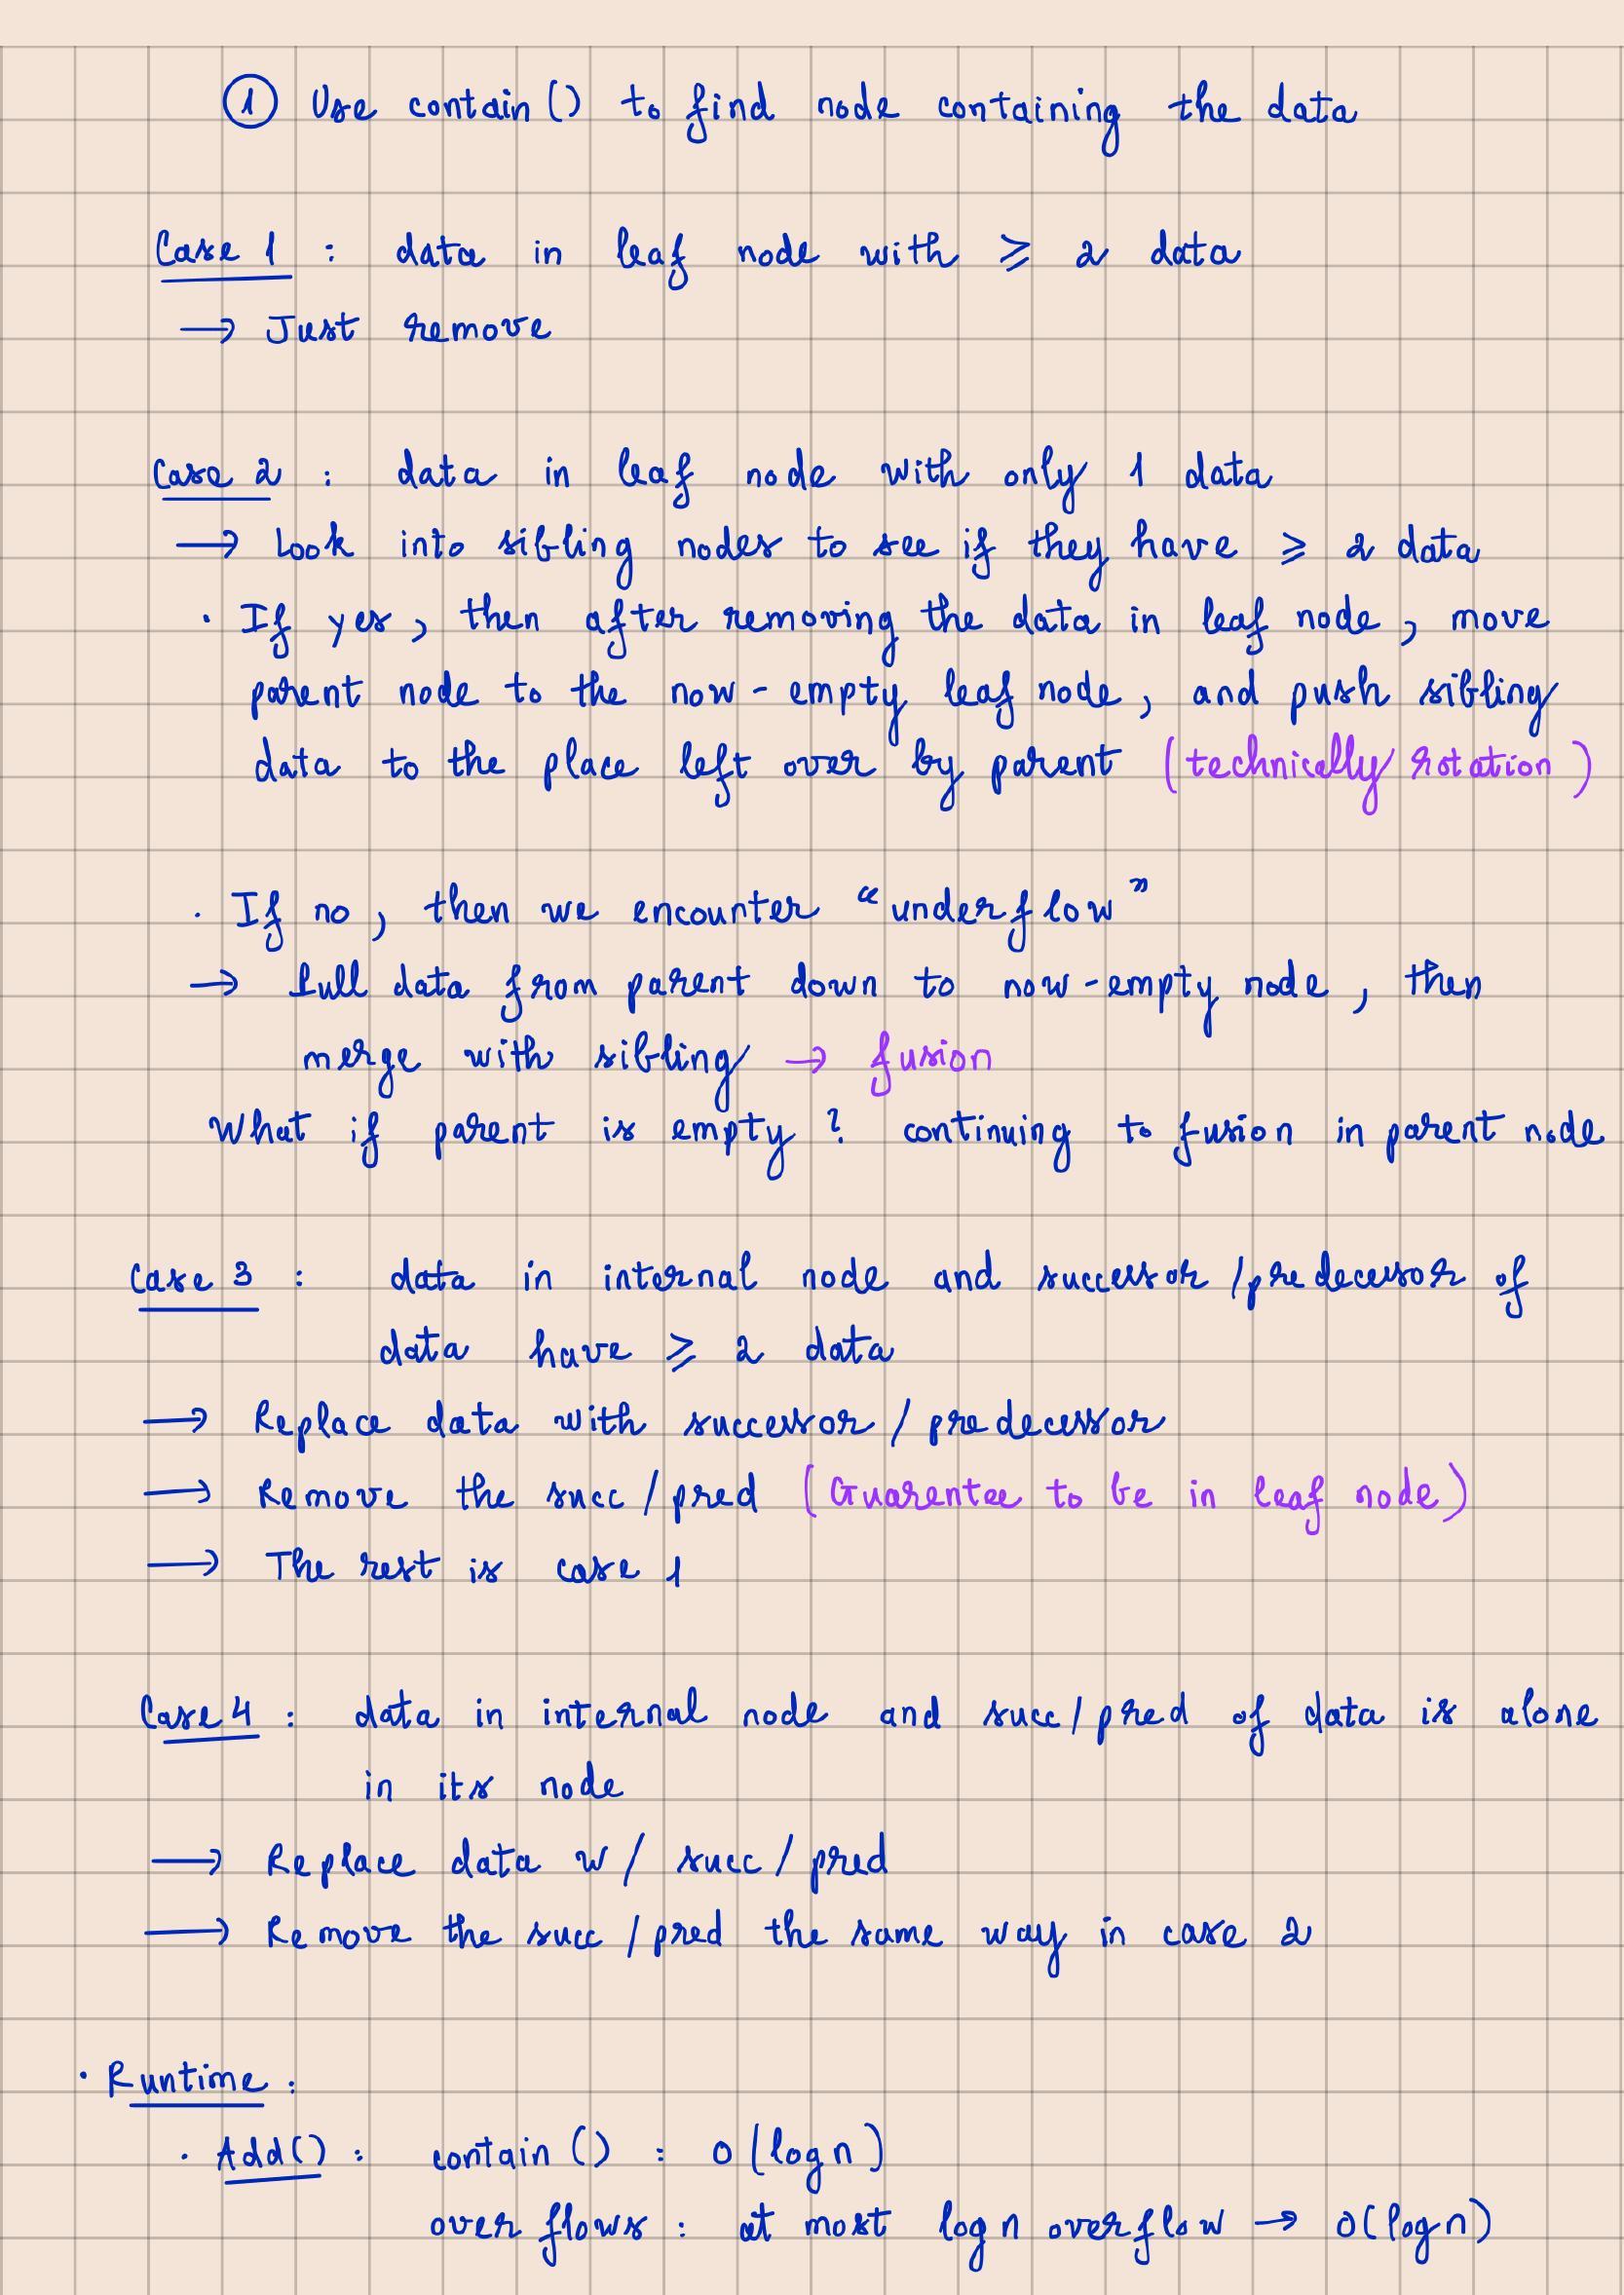 ① Use contain() to find node containing the data
Case 1 : data in leaf node with ⩾ 2 data
→ Just remove
Case 2 : data in leaf node with only 1 data
→ Look into sibling nodes to see if they have ⩾ 2 data
· If yes, then after removing the data in leaf node, move
parent node to the now-empty leaf node, and push sibling
data to the place left over by parent (technically rotation)
· If no, then we encounter “underflow”
→ Pull data from parent down to now-empty node, then
merge with sibling → fusion
What if parent is empty? continuing to fusion in parent node
Case 3 : data in internal node and successor/predecessor of
data have ⩾ 2 data
→ Replace data with successor/predecessor
→ Remove the succ/pred (Guarentee to be in leaf node)
→ The rest is case 1
Case 4 : data in internal node and succ/pred of data is alone
in its node
→ Replace data w/ succ/pred
→ Remove the succ/pred the same way in case 2
· Runtime :
· Add() : contain() : O(log n)
overflows : at most log n overflow → O(log n)